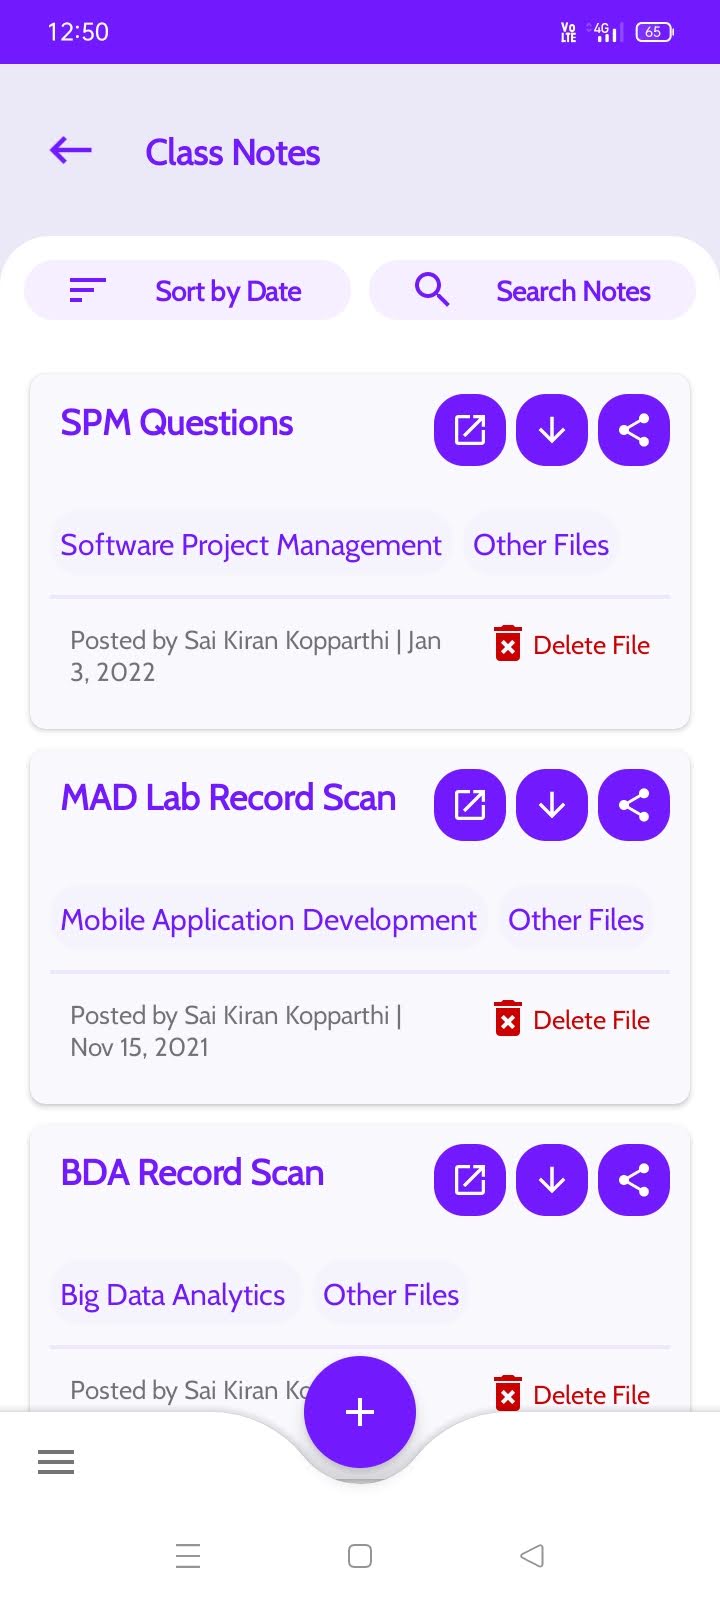 12:50
Vo LTE 4G 65
Class Notes
Sort by Date
Search Notes
SPM Questions
Software Project Management
Other Files
Posted by Sai Kiran Kopparthi | Jan
3, 2022
Delete File
MAD Lab Record Scan
Mobile Application Development
Other Files
Posted by Sai Kiran Kopparthi |
Nov 15, 2021
Delete File
BDA Record Scan
Big Data Analytics
Other Files
Posted by Sai Kiran
Delete File